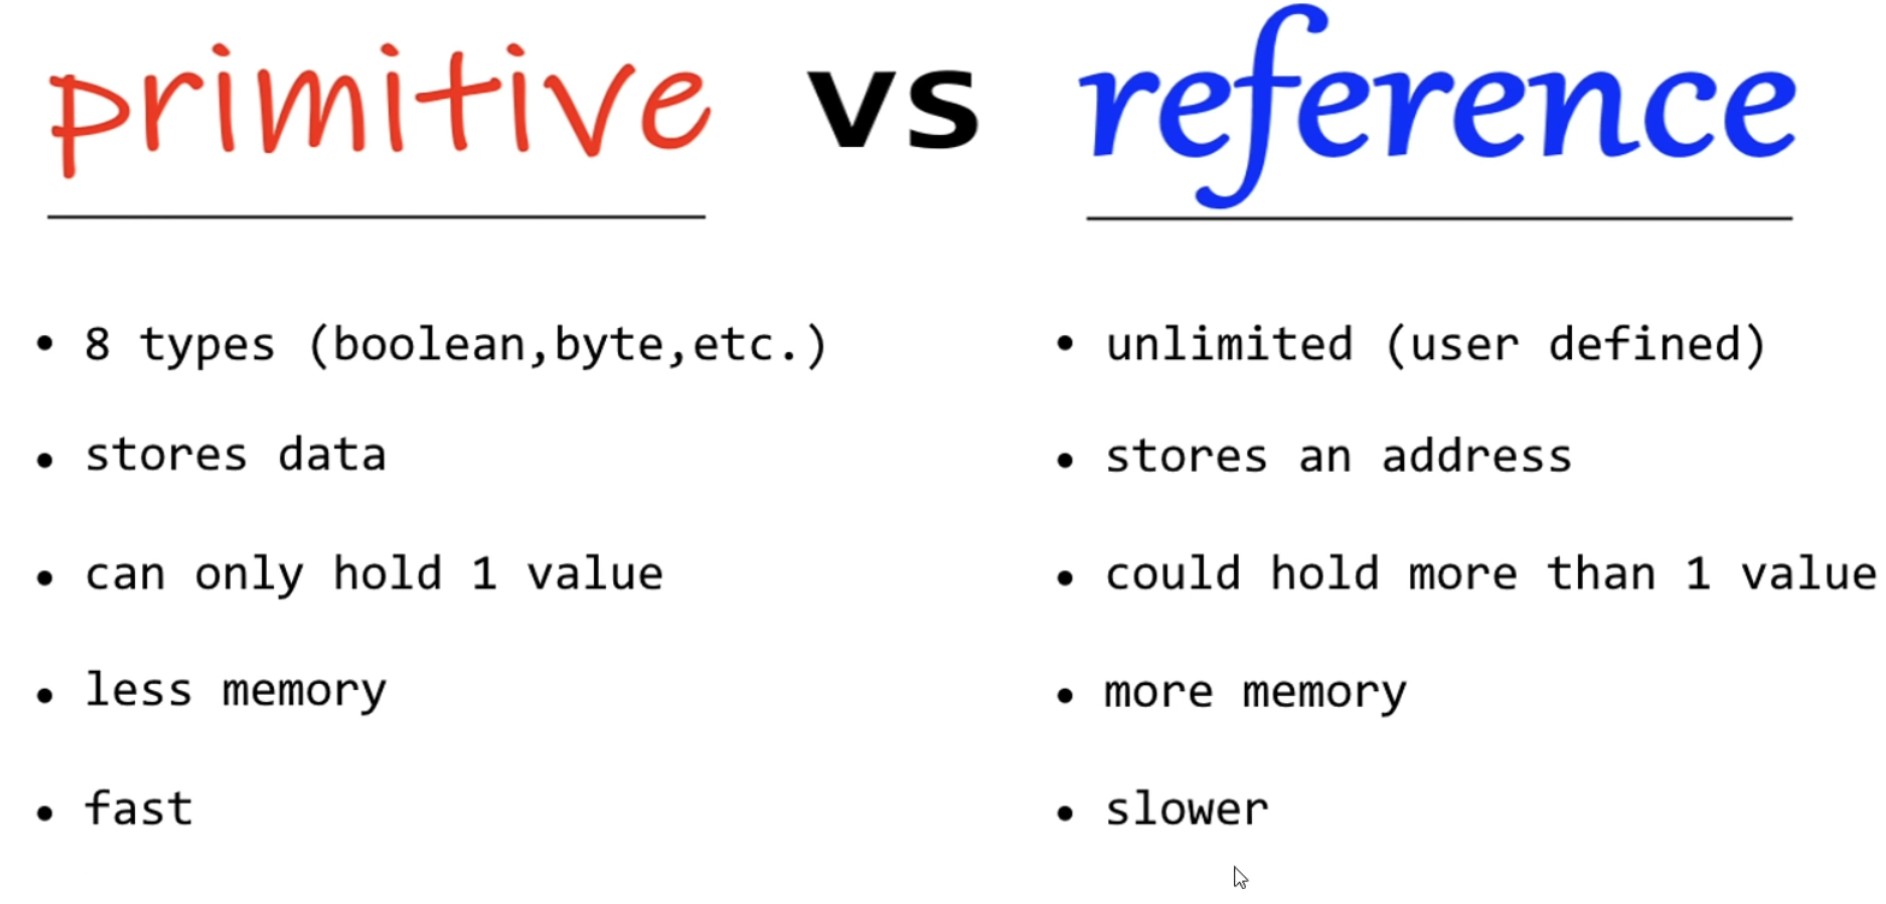 primitive vs reference
• 8 types (boolean,byte,etc.)
• stores data
• can only hold 1 value
• less memory
• fast
• unlimited (user defined)
• stores an address
• could hold more than 1 value
• more memory
• slower